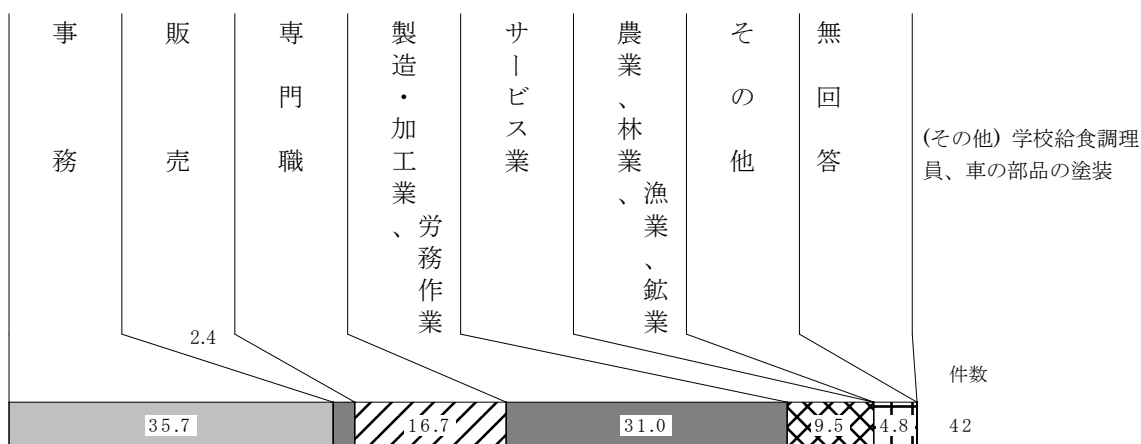 事務
販売
専門職
製造・加工業、
労務作業
サービス業
農業、林業、
漁業、鉱業
その他
無回答
(その他) 学校給食調理
員、車の部品の塗装
2.4
件数
35.7
16.7
31.0
9.5
4.8
42